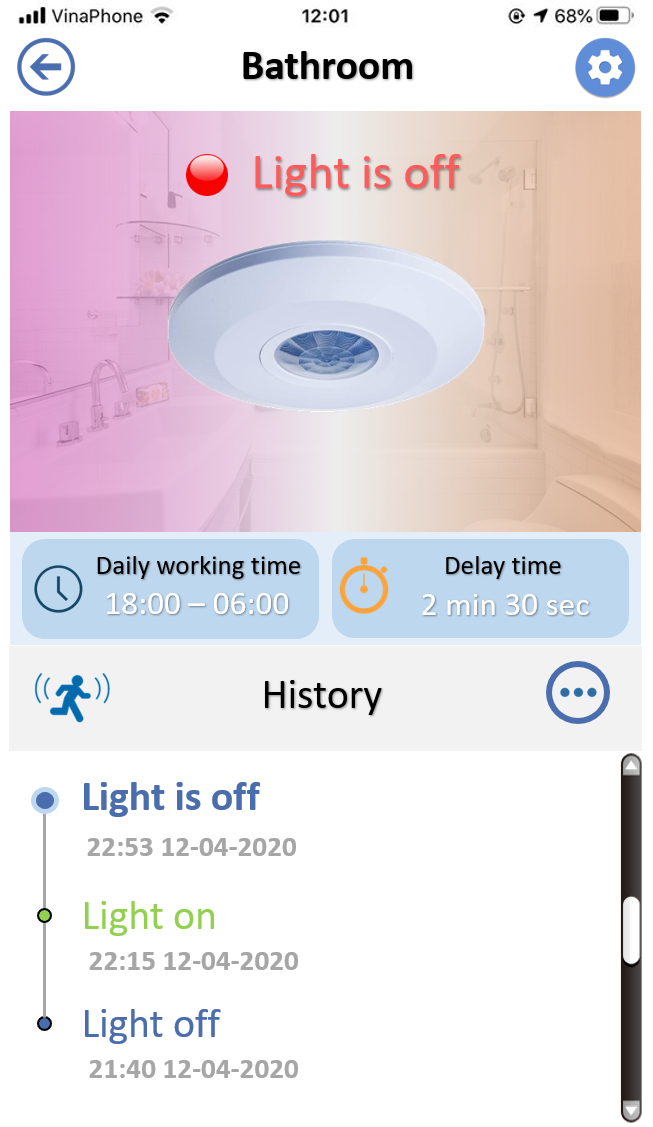 VinaPhone 12:01 68%
Bathroom
Light is off
Daily working time
18:00 – 06:00
Delay time
2 min 30 sec
History
Light is off
22:53 12-04-2020
Light on
22:15 12-04-2020
Light off
21:40 12-04-2020